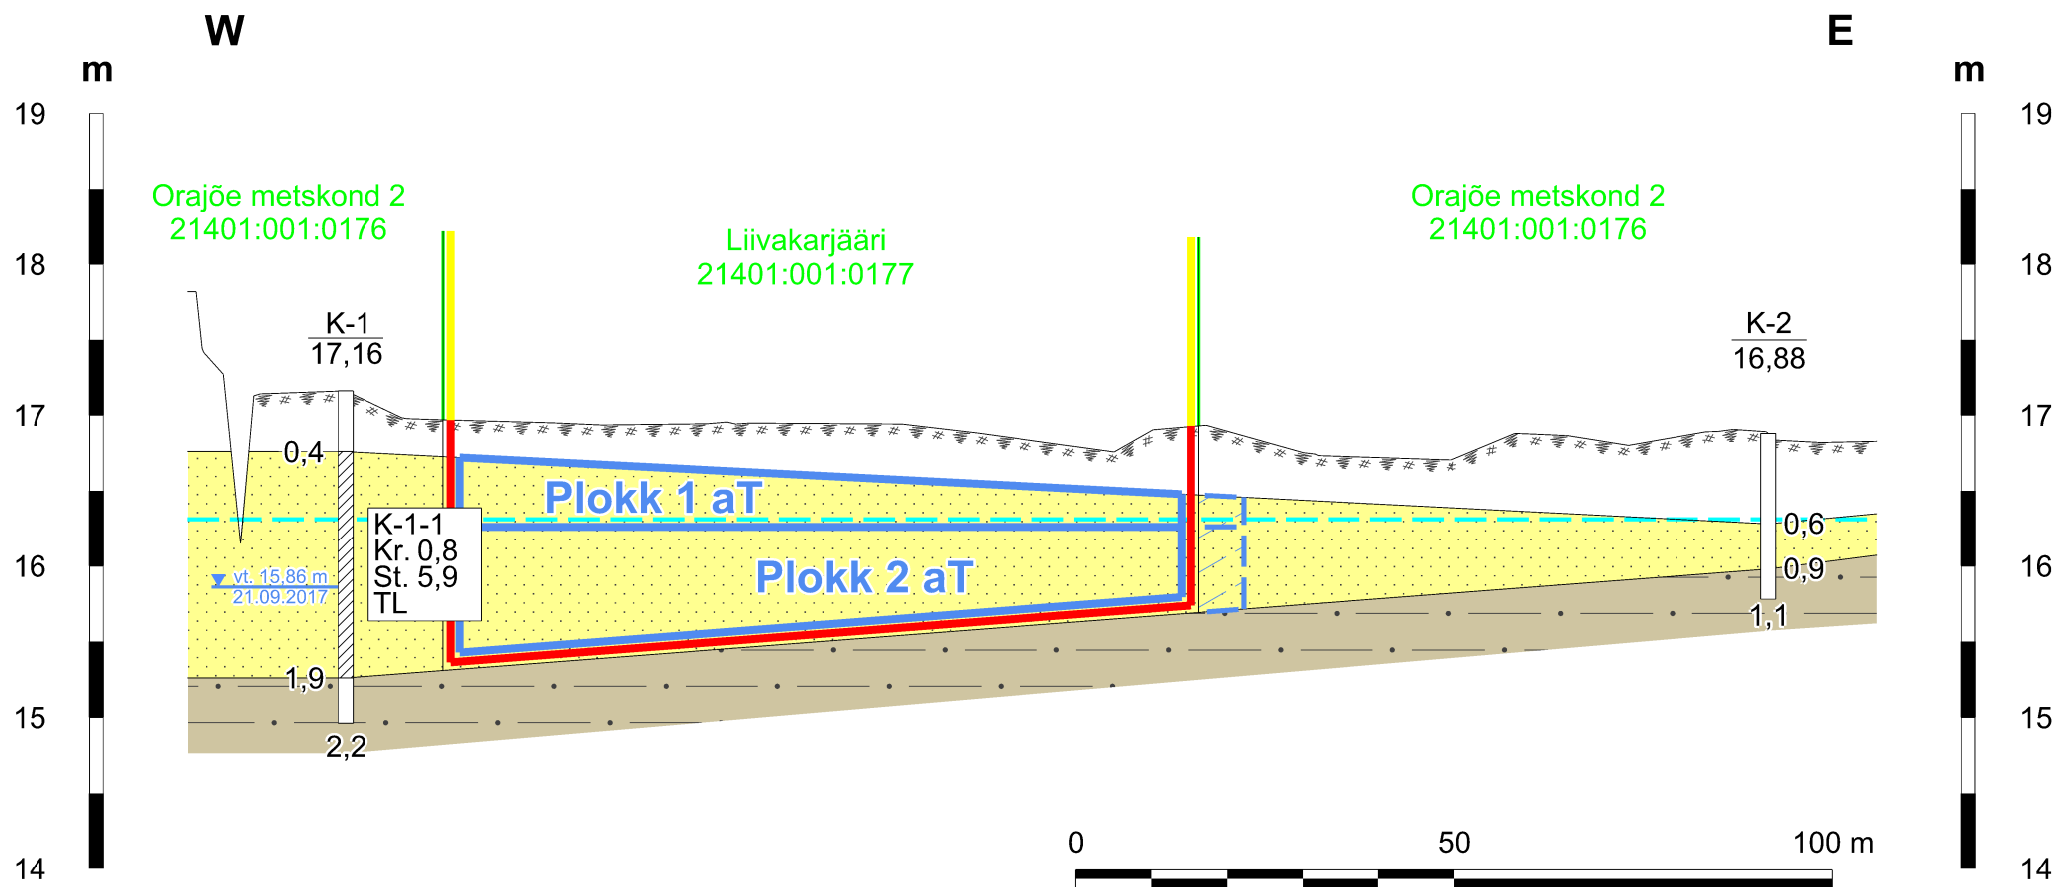 W
E
m
m
19
19
Orajõe metskond 2
21401:001:0176
Orajõe metskond 2
21401:001:0176
Liivakarjääri
21401:001:0177
18
18
K-1
17,16
K-2
16,88
17
17
0,4
Plokk 1 aT
K-1-1
Kr. 0,8
St. 5,9
TL
0,6
16
16
0,9
Plokk 2 aT
vt. 15,86 m
21.09.2017
1,1
1,9
15
15
2,2
0
50
100 m
14
14